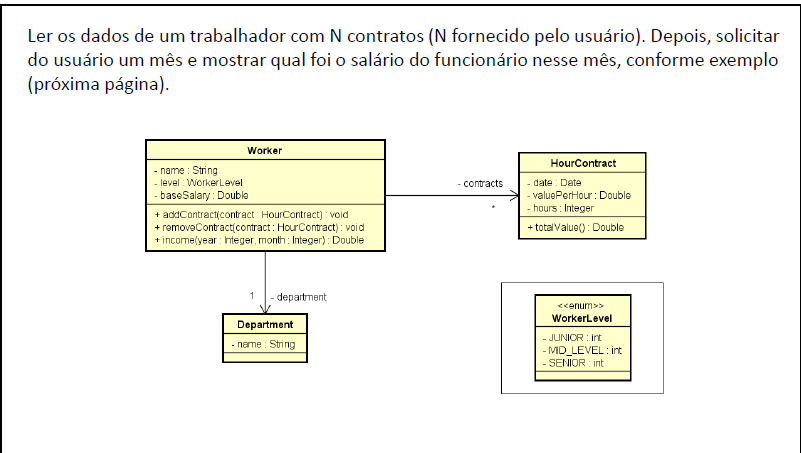 Ler os dados de um trabalhador com N contratos (N fornecido pelo usuário). Depois, solicitar
do usuário um mês e mostrar qual foi o salário do funcionário nesse mês, conforme exemplo
(próxima página).
Worker
- name : String
- level : WorkerLevel
- baseSalary : Double
+ addContract(contract : HourContract) : void
+ removeContract(contract : HourContract) : void
+ income(year : Integer, month : Integer) : Double
- contracts
*
HourContract
- date : Date
- valuePerHour : Double
- hours : Integer
+ totalValue() : Double
1
- department
Department
- name : String
<<enum>>
WorkerLevel
- JUNIOR : int
- MID_LEVEL : int
- SENIOR : int